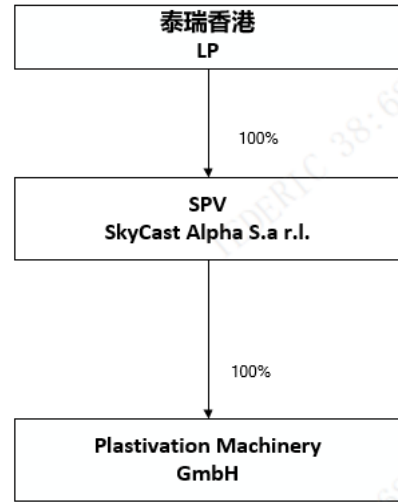 泰瑞香港
LP
100%
SPV
SkyCast Alpha S.a r.l.
100%
Plastivation Machinery
GmbH